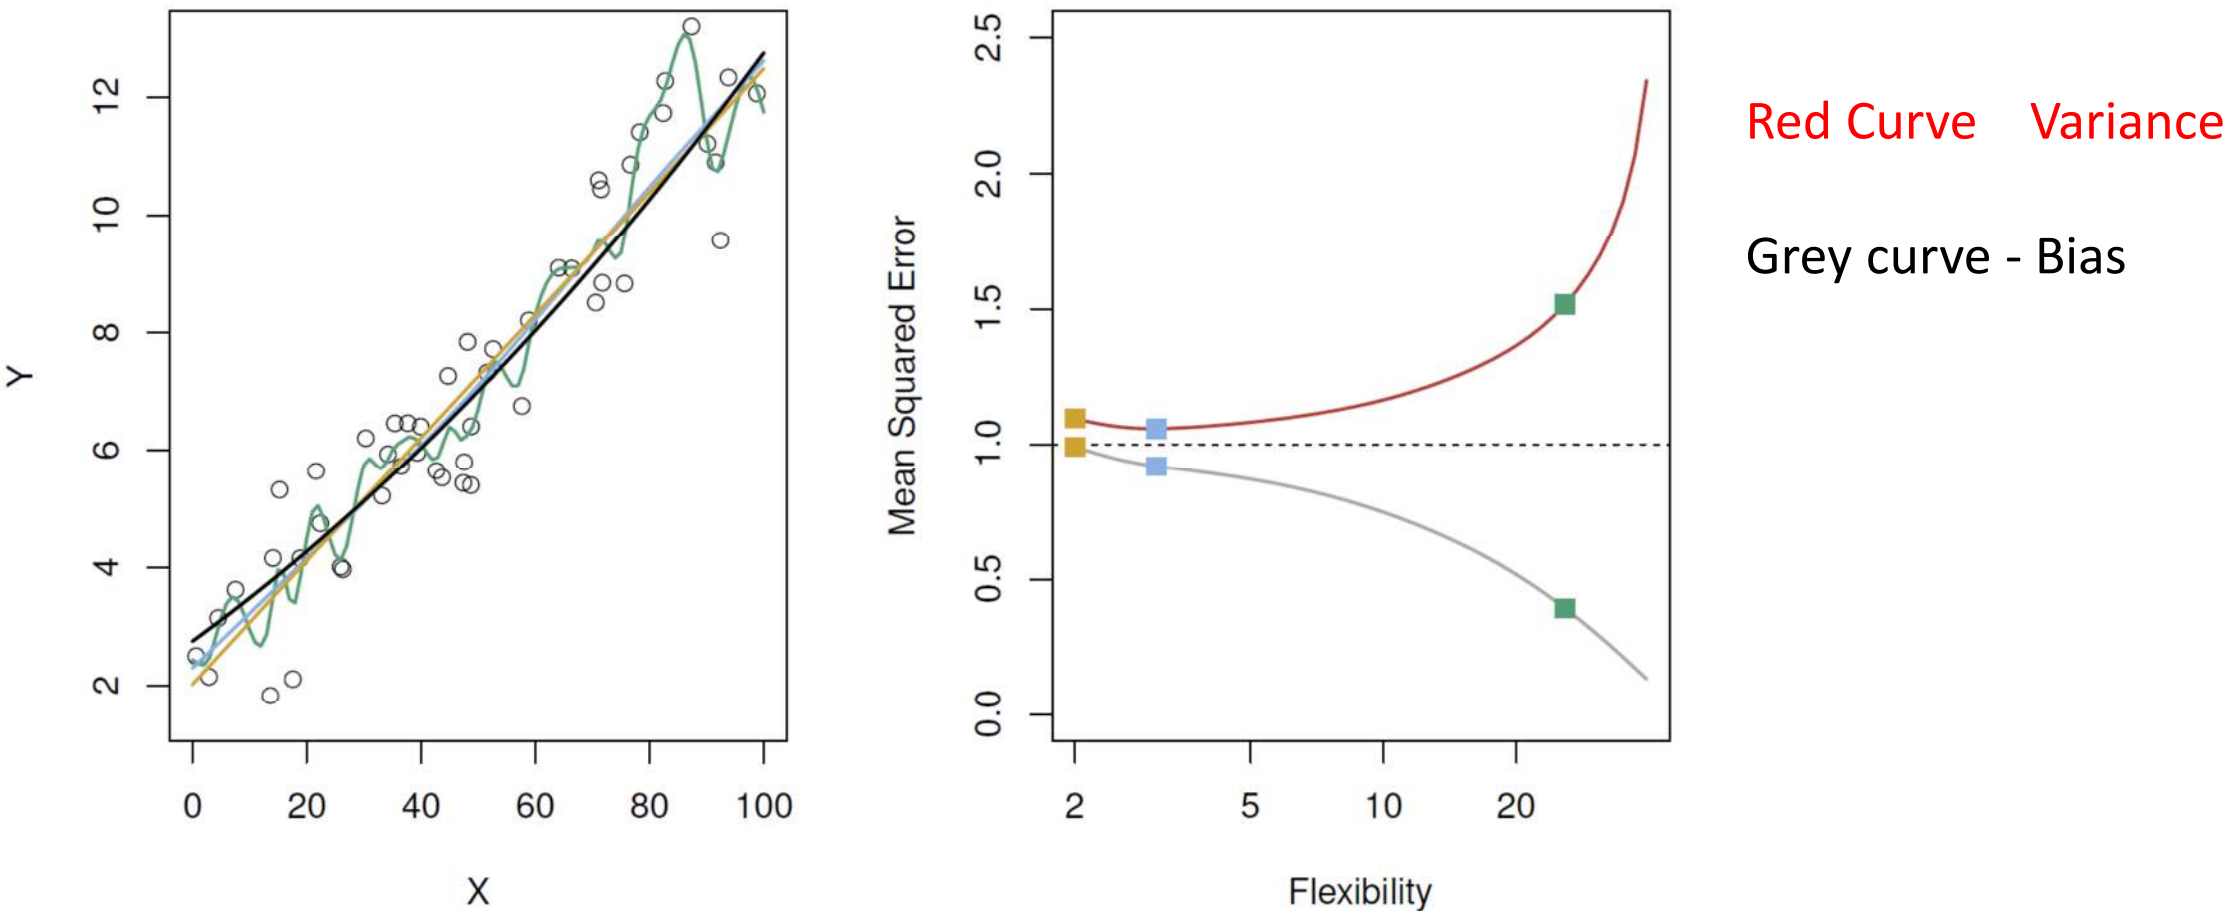 Y
12
10
8
6
4
2
0 20 40 60 80 100
X
Mean Squared Error
2.5
2.0
1.5
1.0
0.5
0.0
2 5 10 20
Flexibility
Red Curve Variance
Grey curve - Bias